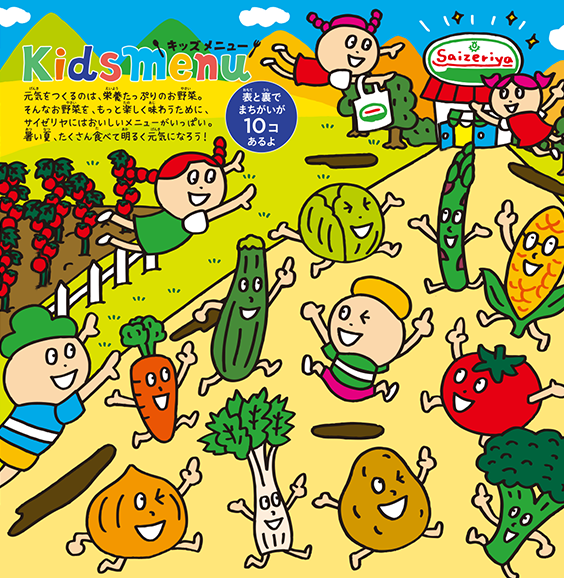 Kidsmenu
キッズメニュー
元気をつくるのは、栄養たっぷりのお野菜。
そんなお野菜を、もっと楽しく味わうために、
サイゼリヤにはおいしいメニューがいっぱい。
暑い夏、たくさん食べて明るく元気になろう!
表と裏で
まちがいが
10コ
あるよ
Saizeriya